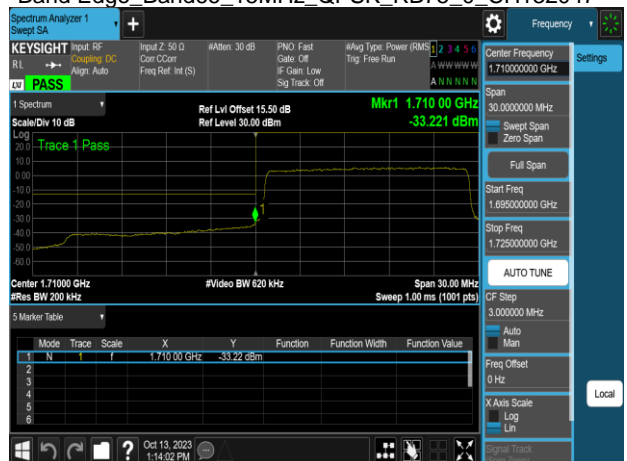 Spectrum Analyzer 1
Swept SA
+
Frequency
KEYSIGHT
Input: RF
Input Z: 50 Ω
#Atten: 30 dB
PNO: Fast
#Avg Type: Power (RMS
1 2 3 4 5 6
RL
Coupling: DC
Corr CCorr
Gate: Off
Trig: Free Run
A W W W W W
Align: Auto
Freq Ref: Int (S)
IF Gain: Low
Sig Track: Off
A N N N N N
LXI
PASS
1 Spectrum
Ref Lvl Offset 15.50 dB
Mkr1 1.710 00 GHz
Scale/Div 10 dB
Ref Level 30.00 dBm
-33.221 dBm
Log
Trace 1 Pass
20.0
10.0
0.00
-10.0
-20.0
-30.0
-40.0
-50.0
-60.0
1
Center 1.71000 GHz
#Video BW 620 kHz
Span 30.00 MHz
#Res BW 200 kHz
Sweep 1.00 ms (1001 pts)
5 Marker Table
Mode Trace Scale X Y Function Function Width Function Value
1 N 1 f 1.710 00 GHz -33.22 dBm
2
3
4
5
6
Oct 13, 2023
1:14:02 PM
?
Center Frequency
1.710000000 GHz
Settings
Span
30.0000000 MHz
Swept Span
Zero Span
Full Span
Start Freq
1.695000000 GHz
Stop Freq
1.725000000 GHz
AUTO TUNE
CF Step
3.000000 MHz
Auto
Man
Freq Offset
0 Hz
X Axis Scale
Log
Lin
Local
Signal Track